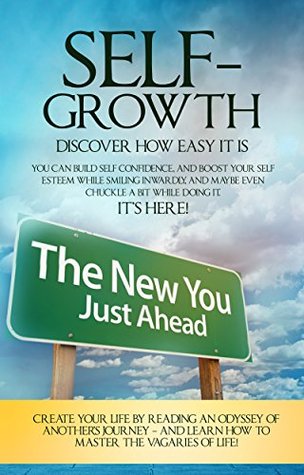 SELF-
GROWTH
DISCOVER HOW EASY IT IS
YOU CAN BUILD SELF CONFIDENCE, AND BOOST YOUR SELF
ESTEEM WHILE SMILING INWARDLY, AND MAYBE EVEN
CHUCKLE A BIT WHILE DOING IT.
IT'S HERE!
The New You
Just Ahead
CREATE YOUR LIFE BY READING AN ODYSSEY OF
ANOTHER'S JOURNEY – AND LEARN HOW TO
MASTER THE VAGARIES OF LIFE!